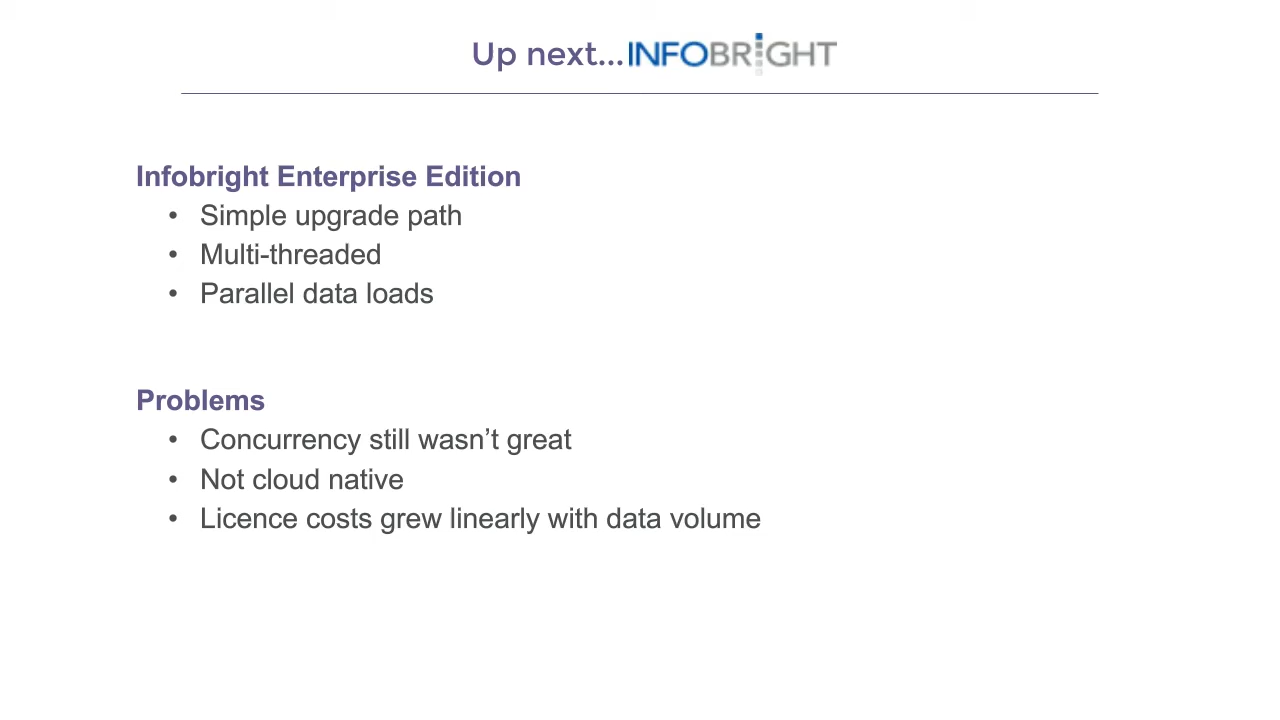 Up next...INFOBRIGHT
Infobright Enterprise Edition
• Simple upgrade path
• Multi-threaded
• Parallel data loads
Problems
• Concurrency still wasn’t great
• Not cloud native
• Licence costs grew linearly with data volume